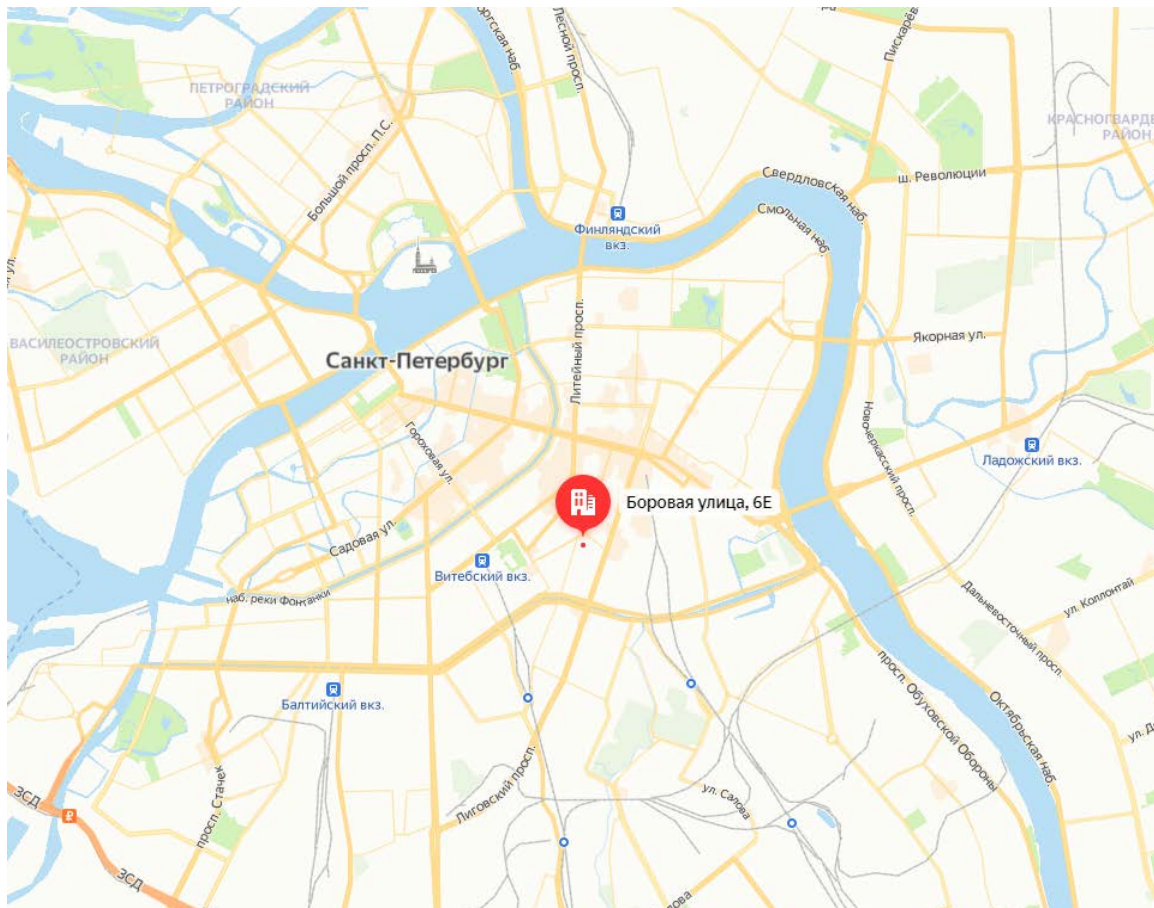 Лесной просп.
ПЕТРОГРАДСКИЙ
РАЙОН
КРАСНОГВАРДЕ
РАЙОН
Большой просп. П.С.
Свердловская наб.
ш. Революции
Смольная наб.
Финляндский
вкз.
ВАСИЛЕОСТРОВСКИЙ
РАЙОН
Санкт-Петербург
Литейный просп.
Якорная ул.
Гороховая ул.
Новочеркасский просп.
Ладожский вкз.
Боровая улица, 6Е
Садовая ул.
Витебский вкз.
наб. реки Фонтанки
Дальневосточный просп.
ул. Коллонтай
Балтийский вкз.
просп. Обуховской Обороны
Октябрьская наб.
Лиговский просп.
просп. Стачек
ул. Салова
ЗСД
ЗСД